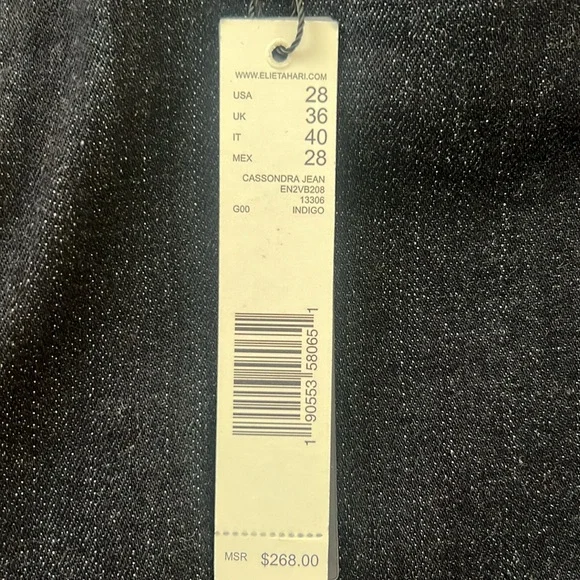 WWW.ELIETAHARI.COM
USA 28
UK 36
IT 40
MEX 28
CASSONDRA JEAN
EN2VB208
13306
G00 INDIGO
1 90553 58065 1
MSR $268.00